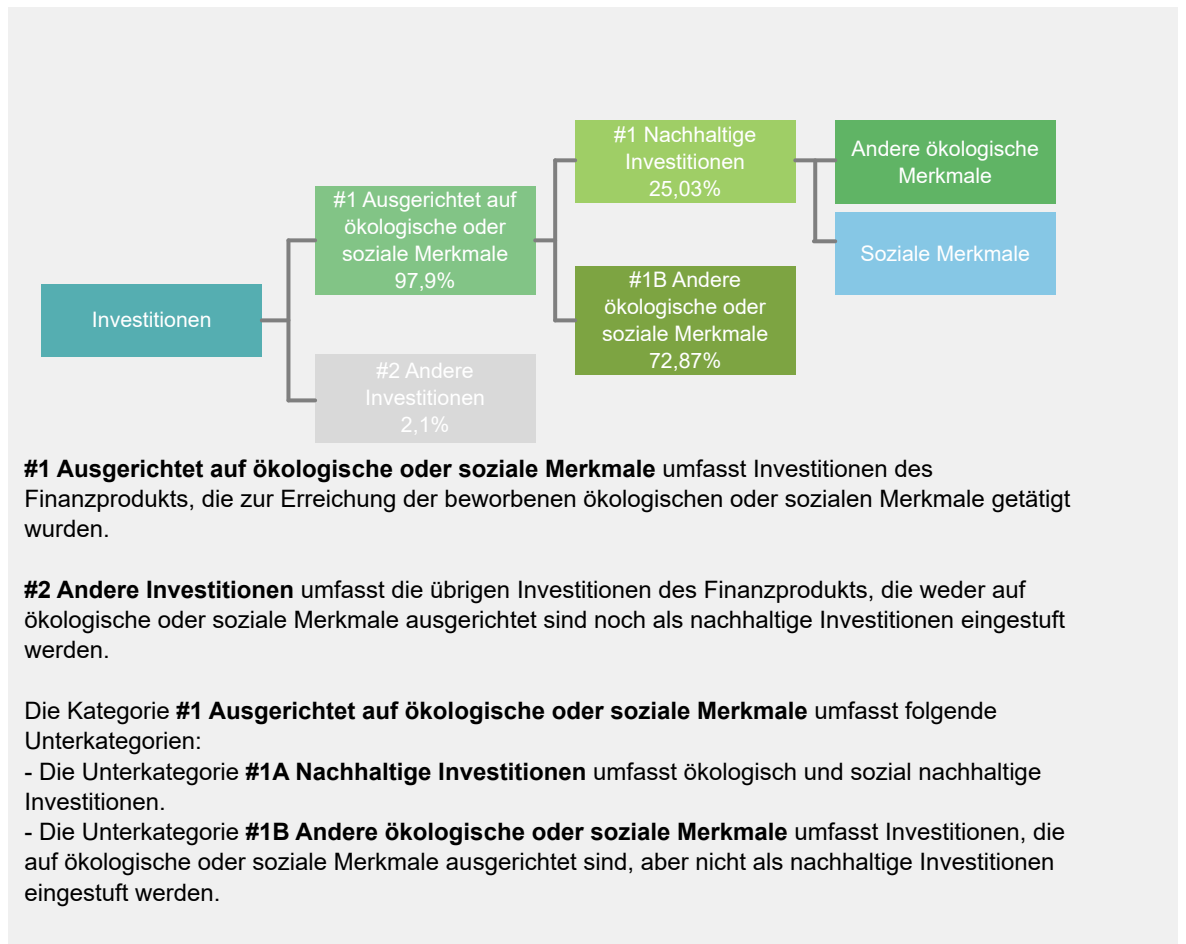 Investitionen
#1 Ausgerichtet auf
ökologische oder
soziale Merkmale
97,9%
#2 Andere
Investitionen
2,1%
#1 Nachhaltige
Investitionen
25,03%
#1B Andere
ökologische oder
soziale Merkmale
72,87%
Andere ökologische
Merkmale
Soziale Merkmale
#1 Ausgerichtet auf ökologische oder soziale Merkmale umfasst Investitionen des
Finanzprodukts, die zur Erreichung der beworbenen ökologischen oder sozialen Merkmale getätigt
wurden.
#2 Andere Investitionen umfasst die übrigen Investitionen des Finanzprodukts, die weder auf
ökologische oder soziale Merkmale ausgerichtet sind noch als nachhaltige Investitionen eingestuft
werden.
Die Kategorie #1 Ausgerichtet auf ökologische oder soziale Merkmale umfasst folgende
Unterkategorien:
- Die Unterkategorie #1A Nachhaltige Investitionen umfasst ökologisch und sozial nachhaltige
Investitionen.
- Die Unterkategorie #1B Andere ökologische oder soziale Merkmale umfasst Investitionen, die
auf ökologische oder soziale Merkmale ausgerichtet sind, aber nicht als nachhaltige Investitionen
eingestuft werden.